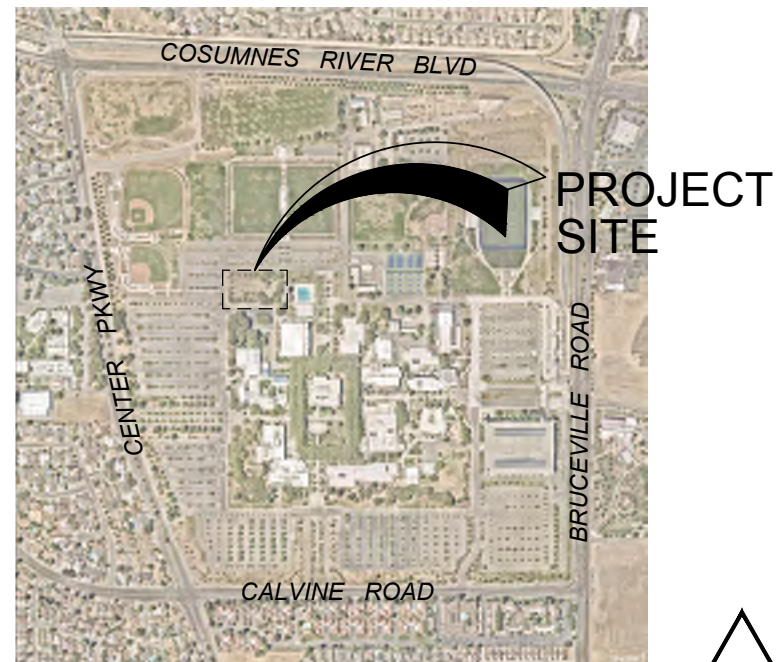 COSUMNES RIVER BLVD
PROJECT
SITE
CENTER PKWY
BRUCEVILLE ROAD
CALVINE ROAD